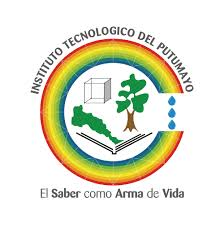 INSTITUTO TECNOLOGICO DEL PUTUMAYO
El Saber como Arma de Vida